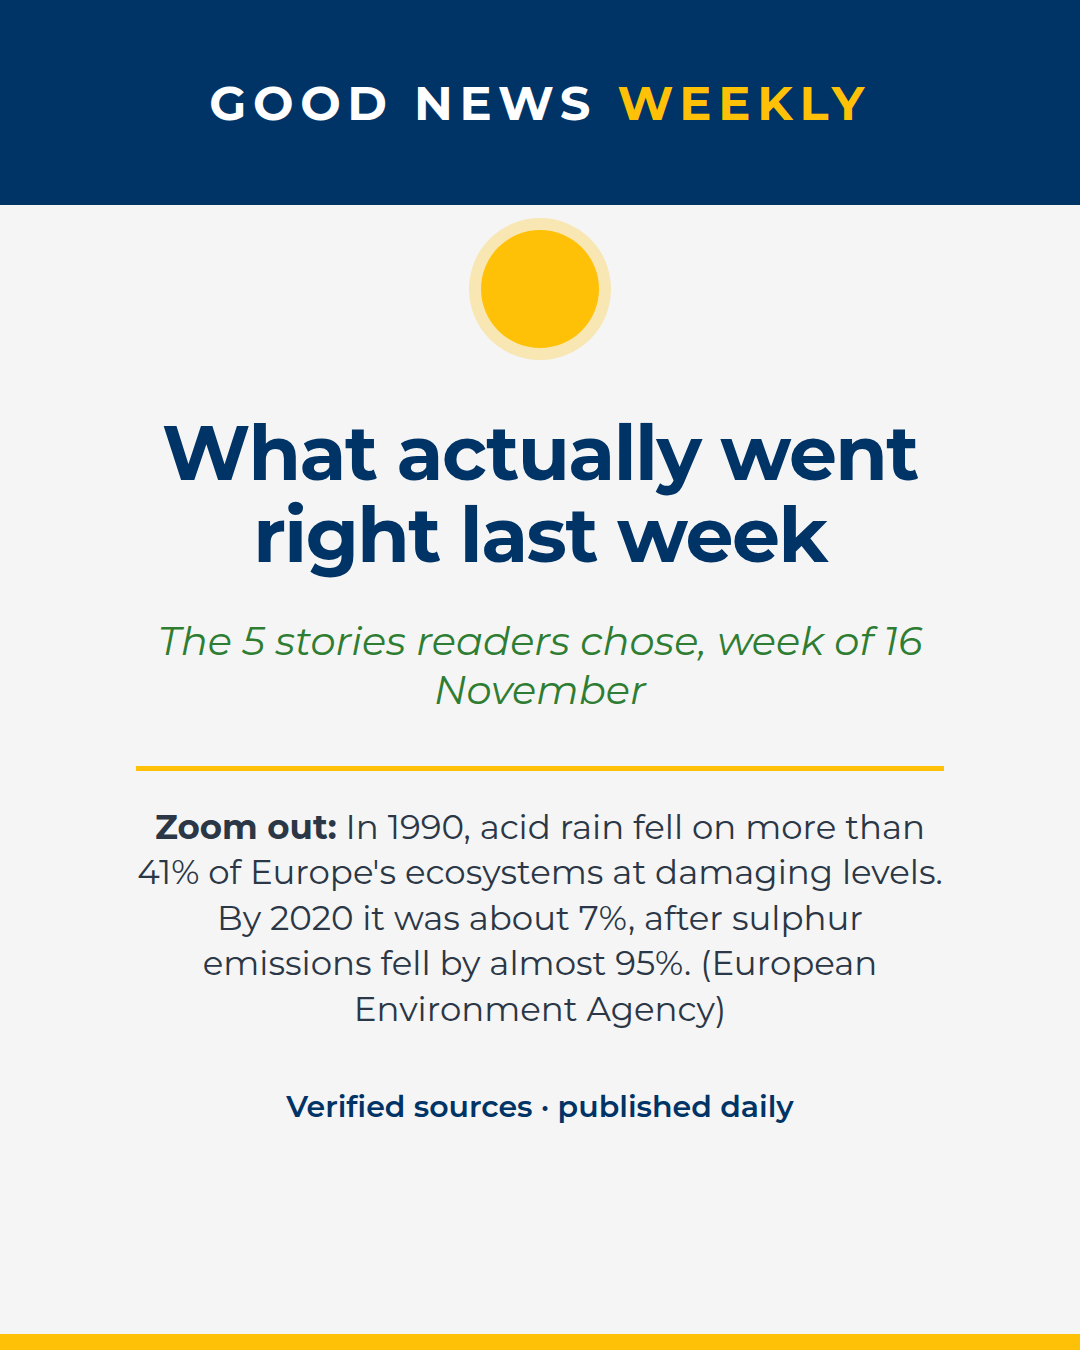 GOOD NEWS WEEKLY
What actually went
right last week
The 5 stories readers chose, week of 16
November
Zoom out: In 1990, acid rain fell on more than
41% of Europe's ecosystems at damaging levels.
By 2020 it was about 7%, after sulphur
emissions fell by almost 95%. (European
Environment Agency)
Verified sources · published daily